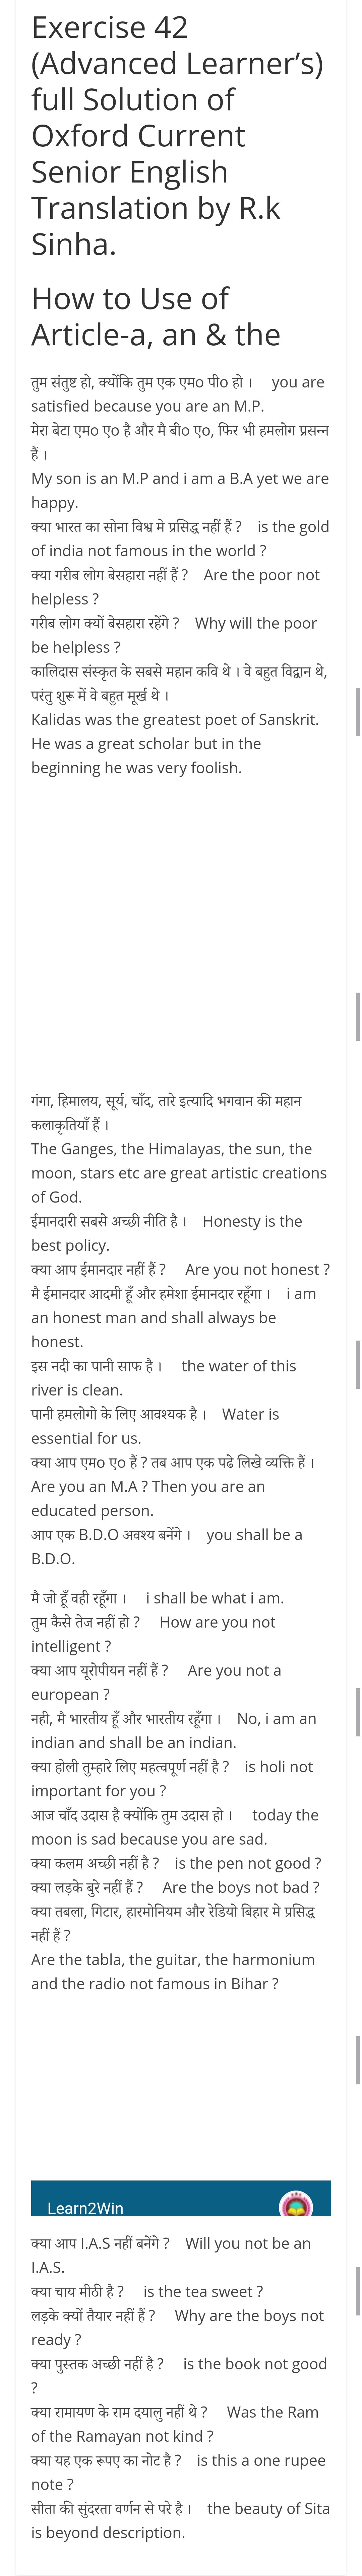 Exercise 42
(Advanced Learner’s)
full Solution of
Oxford Current
Senior English
Translation by R.k
Sinha.
How to Use of
Article-a, an & the
तुम संतुष्ट हो, क्योंकि तुम एक एम० पी० हो । you are
satisfied because you are an M.P.
मेरा बेटा एम० ए० है और मै बी० ए०, फिर भी हमलोग प्रसन्न
हैं ।
My son is an M.P and i am a B.A yet we are
happy.
क्या भारत का सोना विश्व मे प्रसिद्ध नहीं हैं ? is the gold
of india not famous in the world ?
क्या गरीब लोग बेसहारा नहीं हैं ? Are the poor not
helpless ?
गरीब लोग क्यों बेसहारा रहेंगे ? Why will the poor
be helpless ?
कालिदास संस्कृत के सबसे महान कवि थे । वे बहुत विद्वान थे,
परंतु शुरू में वे बहुत मूर्ख थे ।
Kalidas was the greatest poet of Sanskrit.
He was a great scholar but in the
beginning he was very foolish.
गंगा, हिमालय, सूर्य, चाँद, तारे इत्यादि भगवान की महान
कलाकृतियाँ हैं ।
The Ganges, the Himalayas, the sun, the
moon, stars etc are great artistic creations
of God.
ईमानदारी सबसे अच्छी नीति है । Honesty is the
best policy.
क्या आप ईमानदार नहीं हैं ? Are you not honest ?
मै ईमानदार आदमी हूँ और हमेशा ईमानदार रहूँगा । i am
an honest man and shall always be
honest.
इस नदी का पानी साफ है । the water of this
river is clean.
पानी हमलोगो के लिए आवश्यक है । Water is
essential for us.
क्या आप एम० ए० हैं ? तब आप एक पढे लिखे व्यक्ति हैं ।
Are you an M.A ? Then you are an
educated person.
आप एक B.D.O अवश्य बनेंगे । you shall be a
B.D.O.
मै जो हूँ वही रहूँगा । i shall be what i am.
तुम कैसे तेज नहीं हो ? How are you not
intelligent ?
क्या आप यूरोपीयन नहीं हैं ? Are you not a
european ?
नही, मै भारतीय हूँ और भारतीय रहूँगा । No, i am an
indian and shall be an indian.
क्या होली तुम्हारे लिए महत्वपूर्ण नहीं है ? is holi not
important for you ?
आज चाँद उदास है क्योंकि तुम उदास हो । today the
moon is sad because you are sad.
क्या कलम अच्छी नहीं है ? is the pen not good ?
क्या लड़के बुरे नहीं हैं ? Are the boys not bad ?
क्या तबला, गिटार, हारमोनियम और रेडियो बिहार मे प्रसिद्ध
नहीं हैं ?
Are the tabla, the guitar, the harmonium
and the radio not famous in Bihar ?
Learn2Win
क्या आप I.A.S नहीं बनेंगे ? Will you not be an
I.A.S.
क्या चाय मीठी है ? is the tea sweet ?
लड़के क्यों तैयार नहीं हैं ? Why are the boys not
ready ?
क्या पुस्तक अच्छी नहीं है ? is the book not good
?
क्या रामायण के राम दयालु नहीं थे ? Was the Ram
of the Ramayan not kind ?
क्या यह एक रूपए का नोट है ? is this a one rupee
note ?
सीता की सुंदरता वर्णन से परे है । the beauty of Sita
is beyond description.